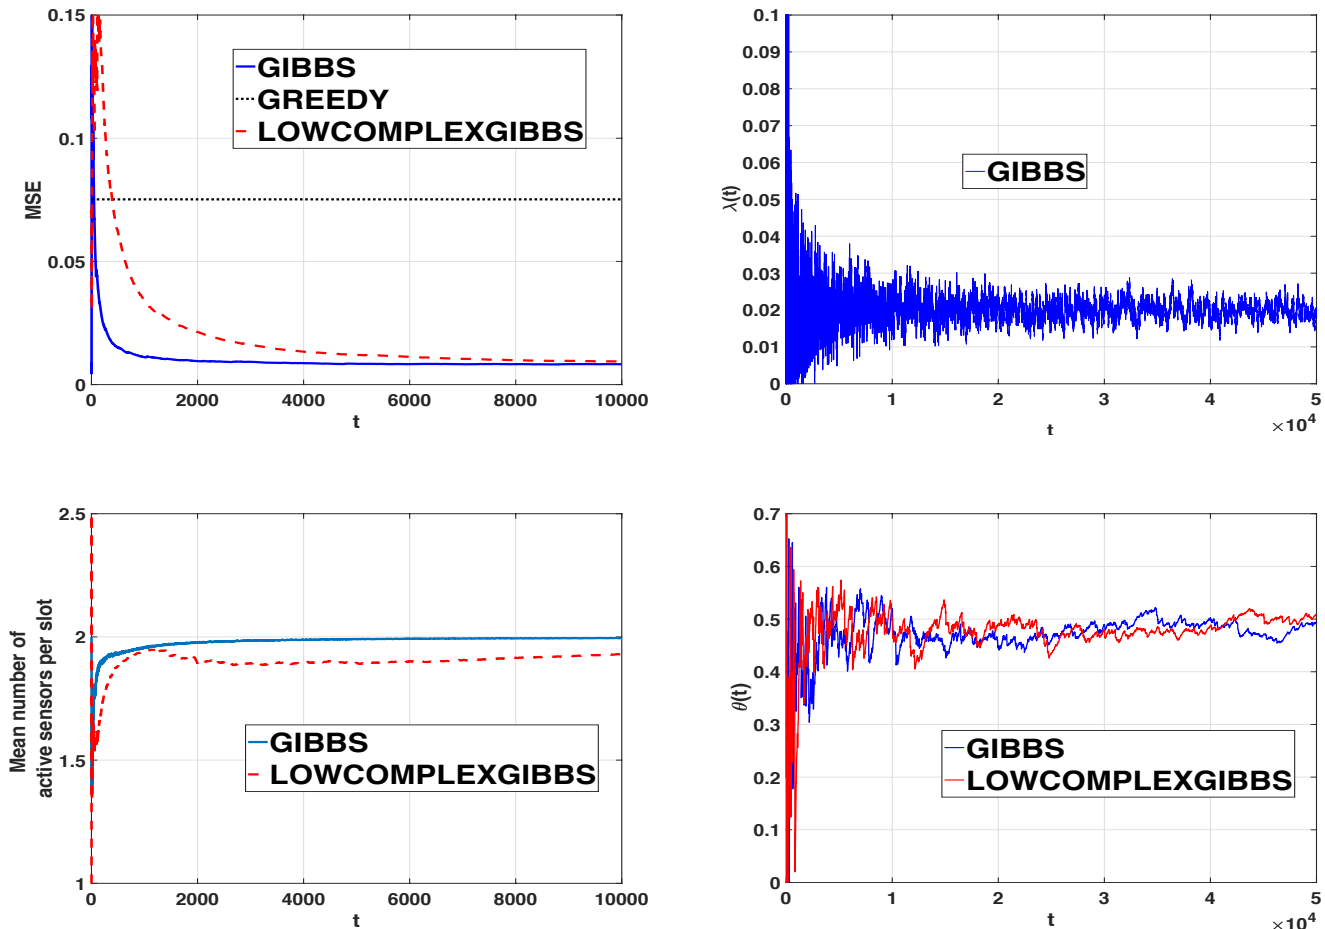 0.15
0.1
0.05
0
MSE
GIBBS
GREEDY
LOWCOMPLEXGIBBS
0 2000 4000 6000 8000 10000
t
0.1
0.09
0.08
0.07
0.06
0.05
0.04
0.03
0.02
0.01
0
λ(t)
GIBBS
0 1 2 3 4 5
×10⁴
t
2.5
2
1.5
1
Mean number of
active sensors per slot
GIBBS
LOWCOMPLEXGIBBS
0 2000 4000 6000 8000 10000
t
0.7
0.6
0.5
0.4
0.3
0.2
0.1
0
θ(t)
GIBBS
LOWCOMPLEXGIBBS
0 1 2 3 4 5
t
×10⁴